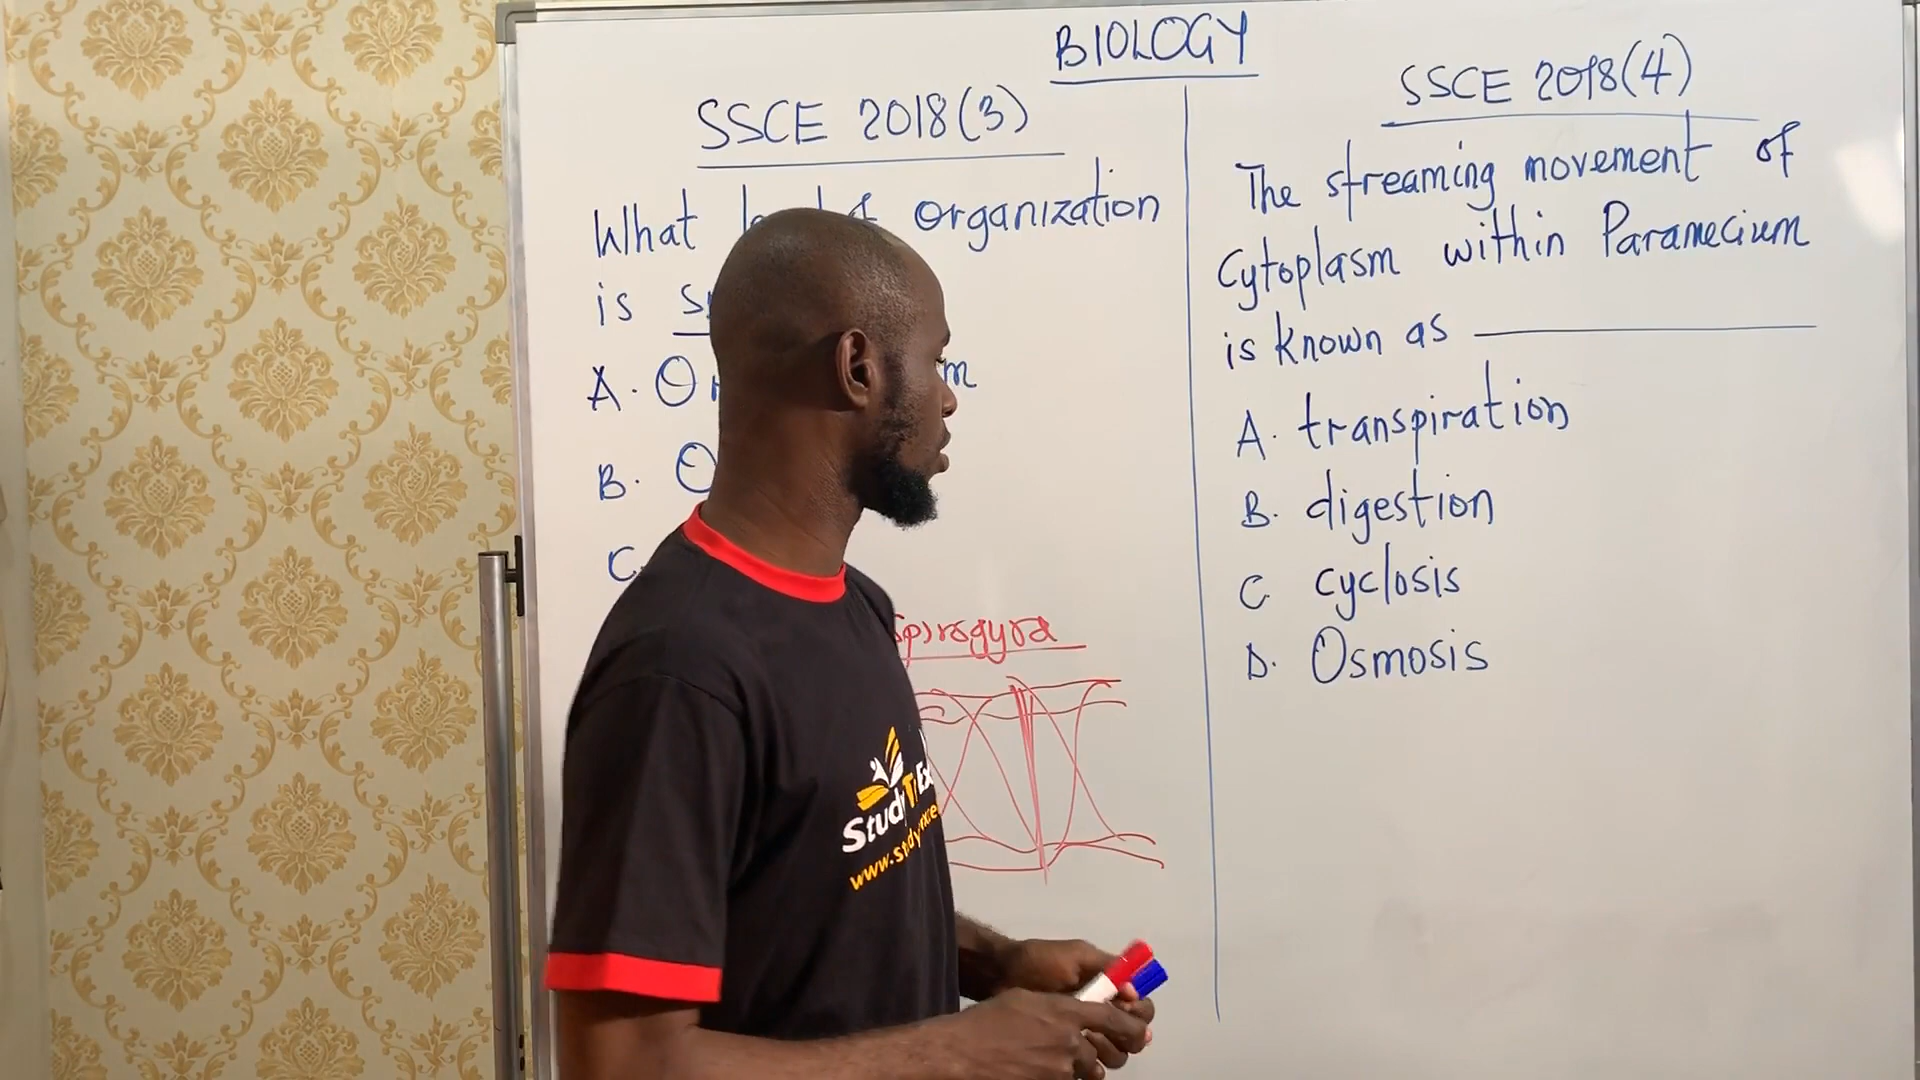 BIOLOGY
SSCE 2018(3)
What organization
is
A.
B.
C.
Spirogyra
SSCE 2018(4)
The streaming movement of
Cytoplasm within Paramecium
is known as
A. transpiration
B. digestion
C cyclosis
D. Osmosis
Study